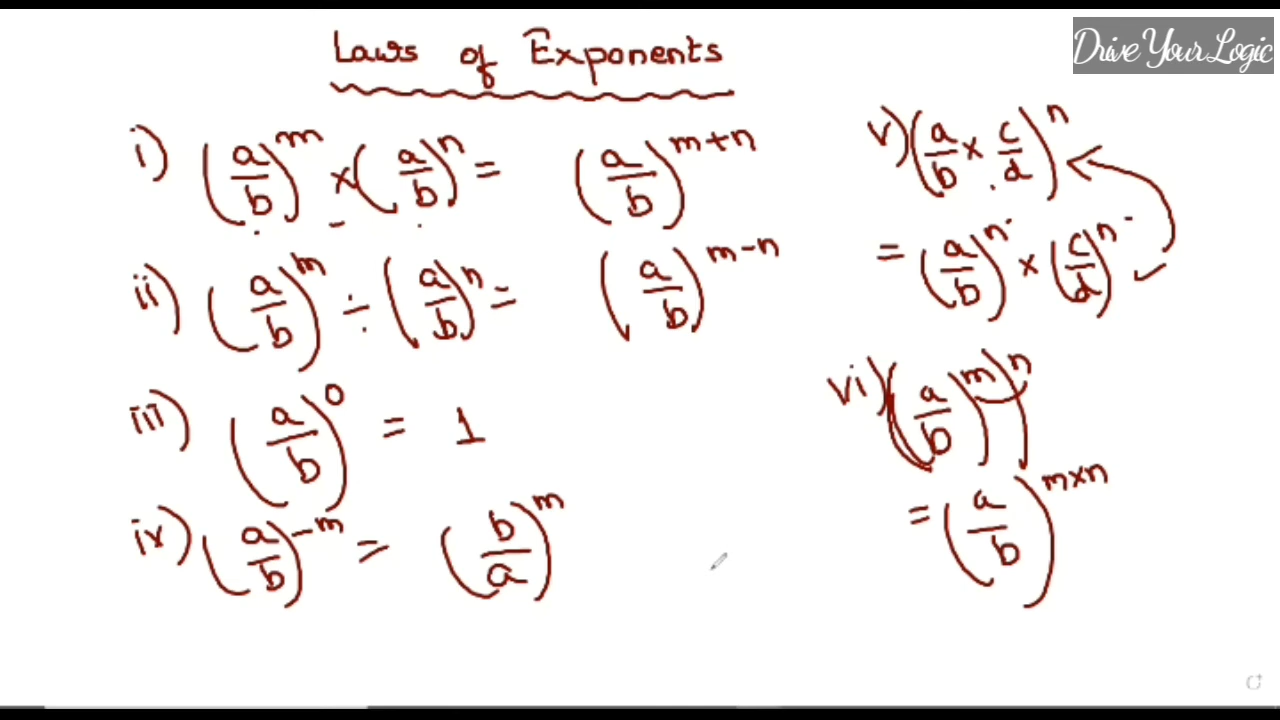 Laws of Exponents
Drive Your Logic
i) (a/b)^m × (a/b)^n = (a/b)^(m+n)
ii) (a/b)^m ÷ (a/b)^n = (a/b)^(m-n)
iii) (a/b)^0 = 1
iv) (a/b)^(-m) = (b/a)^m
v) (a/b × c/d)^n
= (a/b)^n × (c/d)^n
vi) ((a/b)^m)^n
= (a/b)^(m×n)